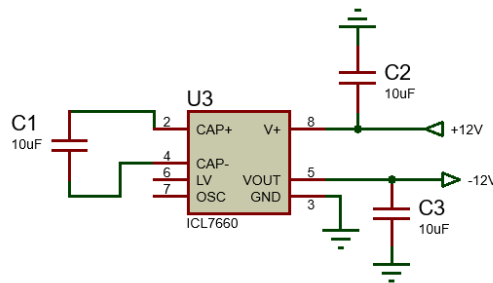 C2
10uF
U3
C1
10uF
2
CAP+
V+
8
+12V
4
CAP-
6
LV
VOUT
5
-12V
7
OSC
GND
3
ICL7660
C3
10uF